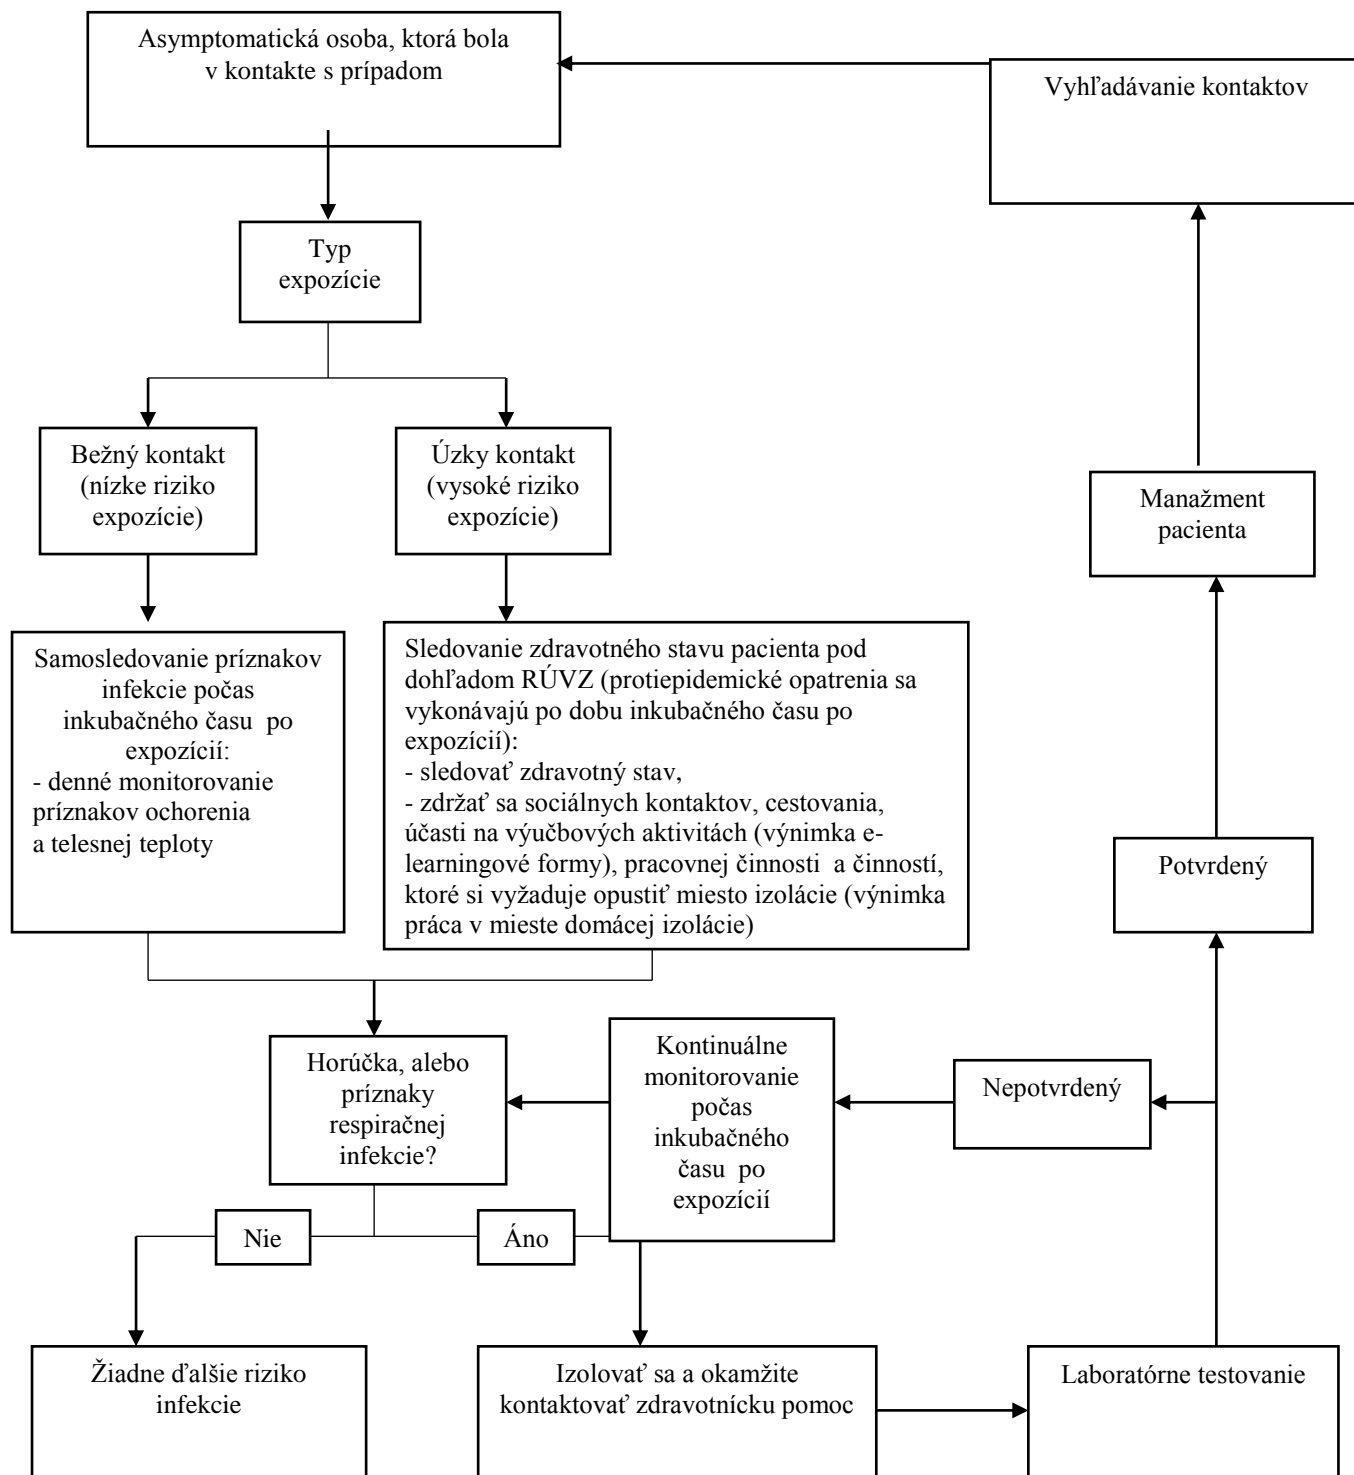 Asymptomatická osoba, ktorá bola
v kontakte s prípadom
Vyhľadávanie kontaktov
Typ
expozície
Bežný kontakt
(nízke riziko
expozície)
Úzky kontakt
(vysoké riziko
expozície)
Manažment
pacienta
Samosledovanie príznakov
infekcie počas
inkubačného času po
expozícií:
- denné monitorovanie
príznakov ochorenia
a telesnej teploty
Sledovanie zdravotného stavu pacienta pod
dohľadom RÚVZ (protiepidemické opatrenia sa
vykonávajú po dobu inkubačného času po
expozícií):
- sledovať zdravotný stav,
- zdržať sa sociálnych kontaktov, cestovania,
účasti na výučbových aktivitách (výnimka e-
learningové formy), pracovnej činnosti a činností,
ktoré si vyžaduje opustiť miesto izolácie (výnimka
práca v mieste domácej izolácie)
Potvrdený
Horúčka, alebo
príznaky
respiračnej
infekcie?
Kontinuálne
monitorovanie
počas
inkubačného
času po
expozícií
Nepotvrdený
Nie
Áno
Žiadne ďalšie riziko
infekcie
Izolovať sa a okamžite
kontaktovať zdravotnícku pomoc
Laboratórne testovanie